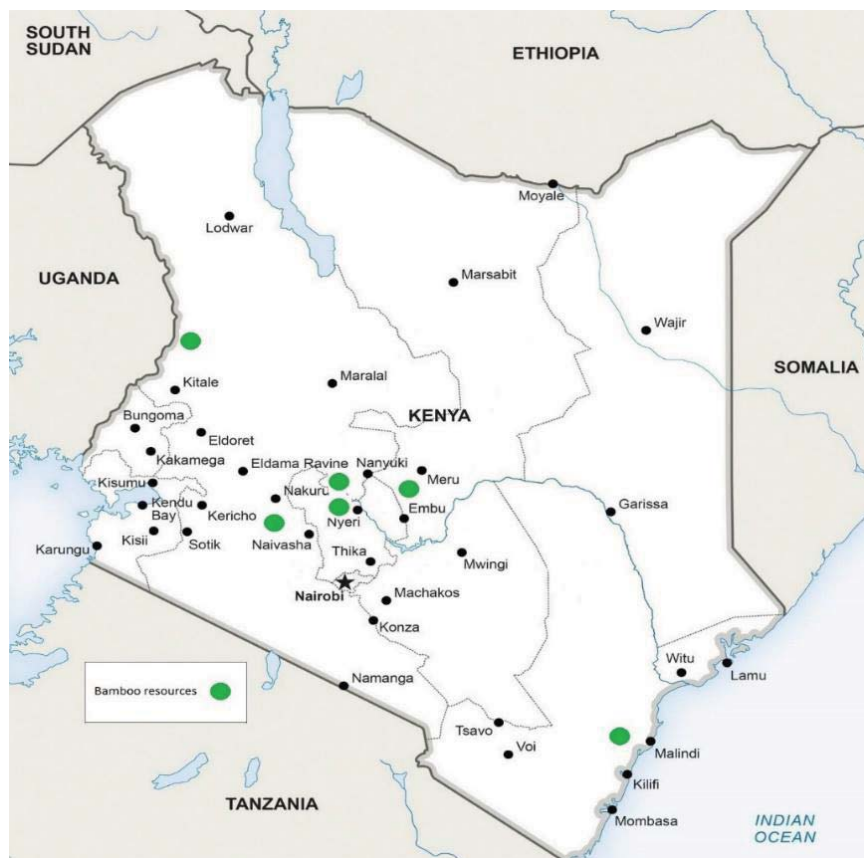 SOUTH
SUDAN
ETHIOPIA
Moyale
Lodwar
UGANDA
Marsabit
Wajir
SOMALIA
Maralal
Kitale
KENYA
Bungoma
Eldoret
Kakamega
Eldama Ravine
Nanyuki
Meru
Kisumu
Nakuru
Kendu
Bay
Kericho
Nyeri
Embu
Garissa
Kisii
Sotik
Naivasha
Karungu
Thika
Mwingi
Nairobi
Machakos
Konza
Witu
Lamu
Namanga
Bamboo resources
Tsavo
Voi
Malindi
Kilifi
TANZANIA
Mombasa
INDIAN
OCEAN